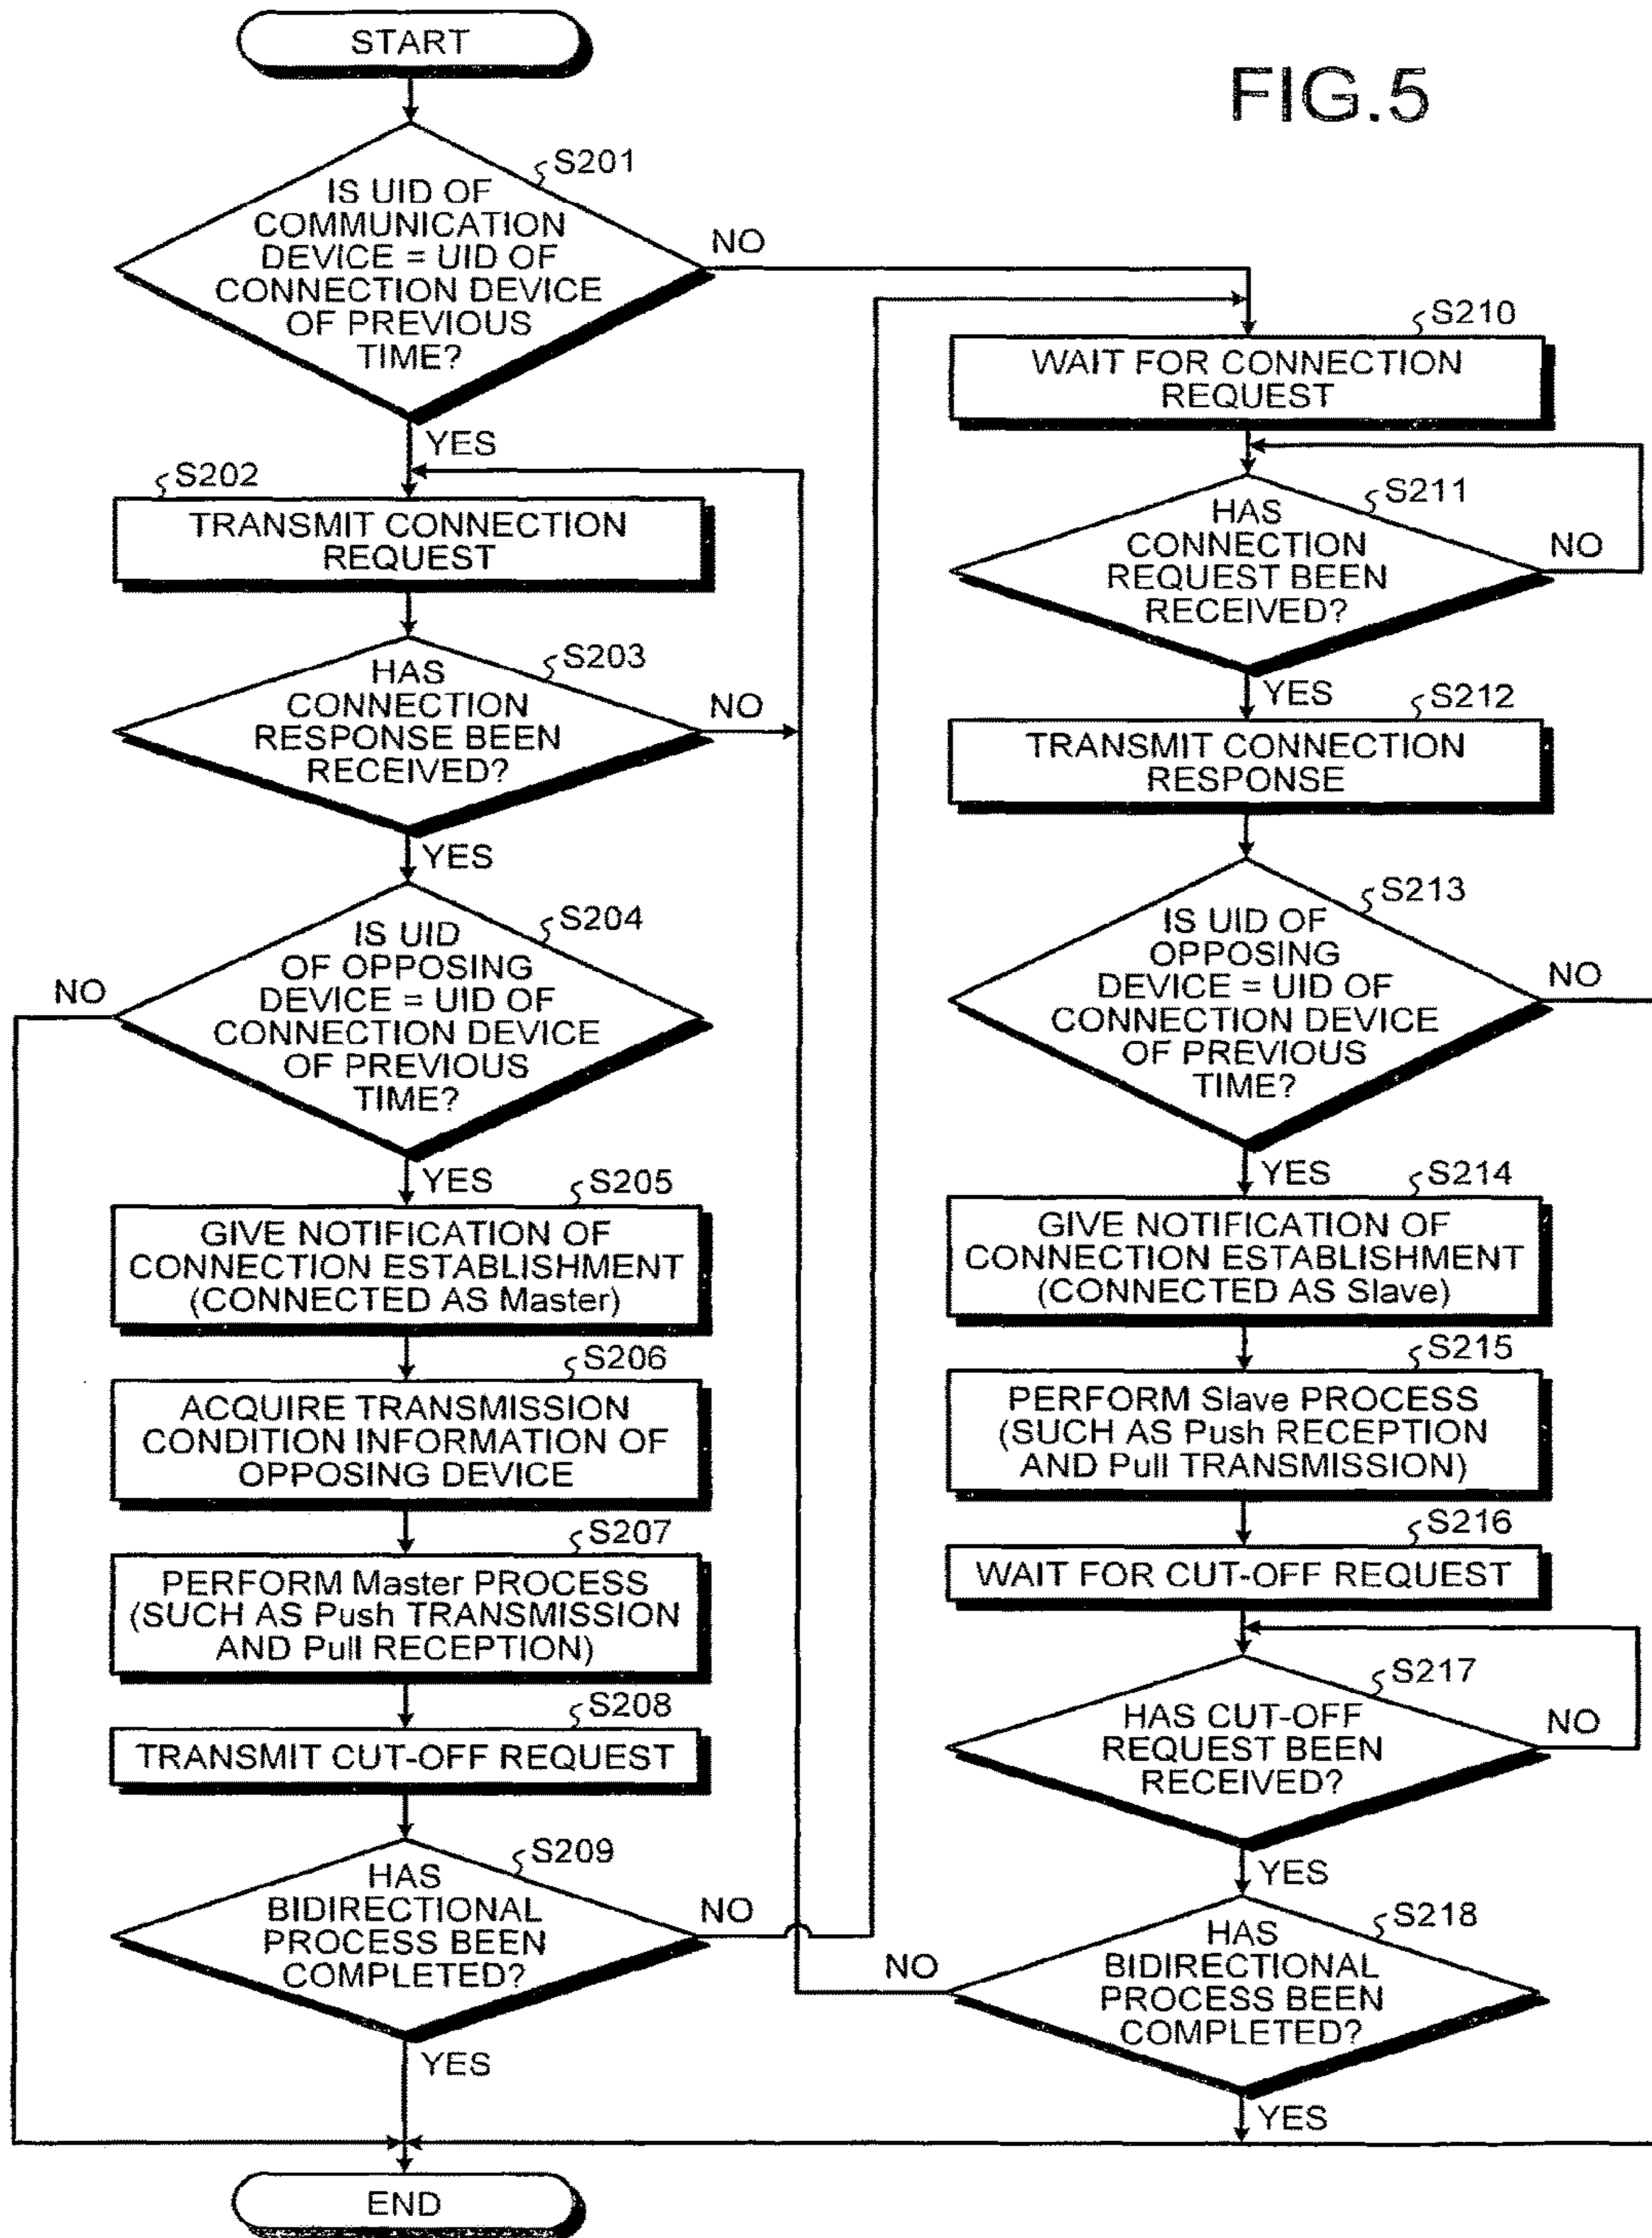 FIG.5
START
S201
IS UID OF
COMMUNICATION
DEVICE = UID OF
CONNECTION DEVICE
OF PREVIOUS
TIME?
NO
YES
S202
TRANSMIT CONNECTION
REQUEST
S203
HAS
CONNECTION
RESPONSE BEEN
RECEIVED?
NO
YES
S204
IS UID
OF OPPOSING
DEVICE = UID OF
CONNECTION DEVICE
OF PREVIOUS
TIME?
NO
YES
S205
GIVE NOTIFICATION OF
CONNECTION ESTABLISHMENT
(CONNECTED AS Master)
S206
ACQUIRE TRANSMISSION
CONDITION INFORMATION OF
OPPOSING DEVICE
S207
PERFORM Master PROCESS
(SUCH AS Push TRANSMISSION
AND Pull RECEPTION)
S208
TRANSMIT CUT-OFF REQUEST
S209
HAS
BIDIRECTIONAL
PROCESS BEEN
COMPLETED?
NO
YES
S210
WAIT FOR CONNECTION
REQUEST
S211
HAS
CONNECTION
REQUEST BEEN
RECEIVED?
NO
YES
S212
TRANSMIT CONNECTION
RESPONSE
S213
IS UID OF
OPPOSING
DEVICE = UID OF
CONNECTION DEVICE
OF PREVIOUS
TIME?
NO
YES
S214
GIVE NOTIFICATION OF
CONNECTION ESTABLISHMENT
(CONNECTED AS Slave)
S215
PERFORM Slave PROCESS
(SUCH AS Push RECEPTION
AND Pull TRANSMISSION)
S216
WAIT FOR CUT-OFF REQUEST
S217
HAS CUT-OFF
REQUEST BEEN
RECEIVED?
NO
YES
S218
HAS
BIDIRECTIONAL
PROCESS BEEN
COMPLETED?
NO
YES
END